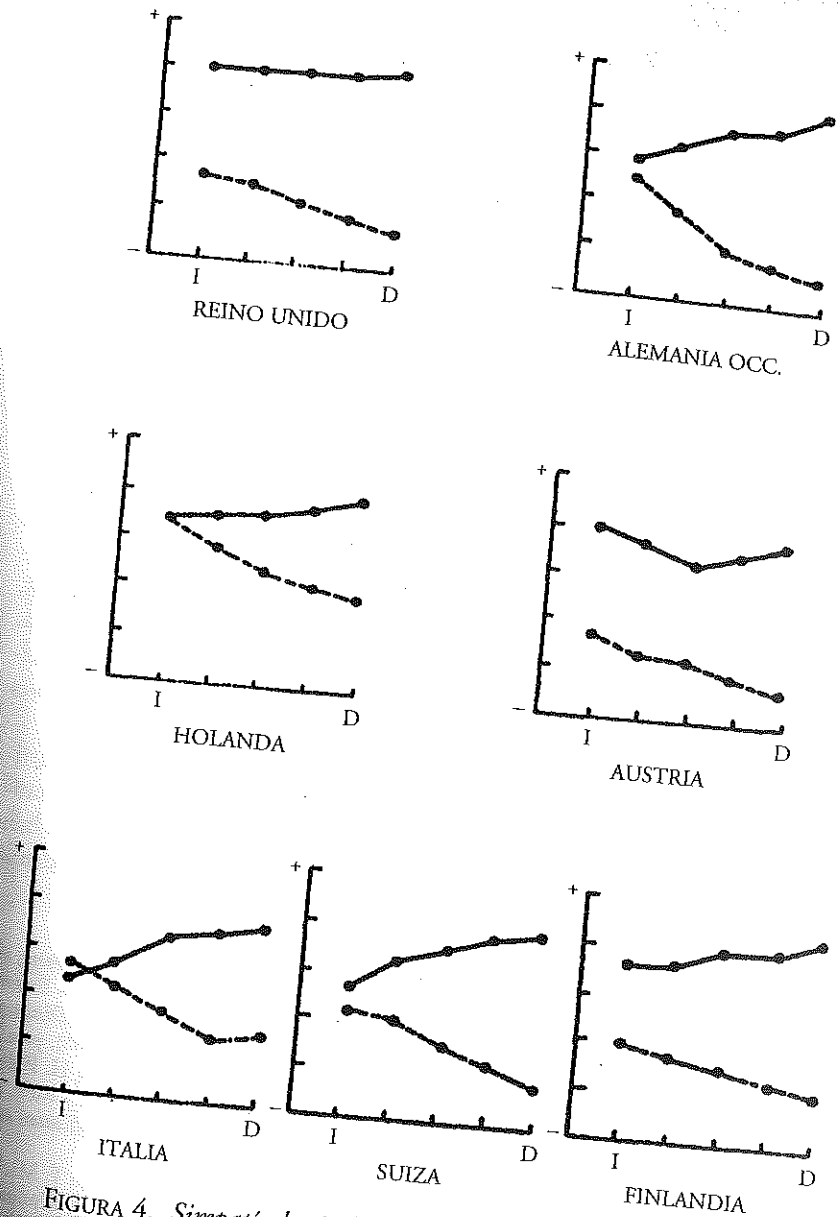 +
+
−
I
D
−
I
D
REINO UNIDO
ALEMANIA OCC.
+
+
−
I
D
−
I
D
HOLANDA
AUSTRIA
+
+
+
−
I
D
−
I
D
−
I
D
ITALIA
SUIZA
FINLANDIA
FIGURA 4.